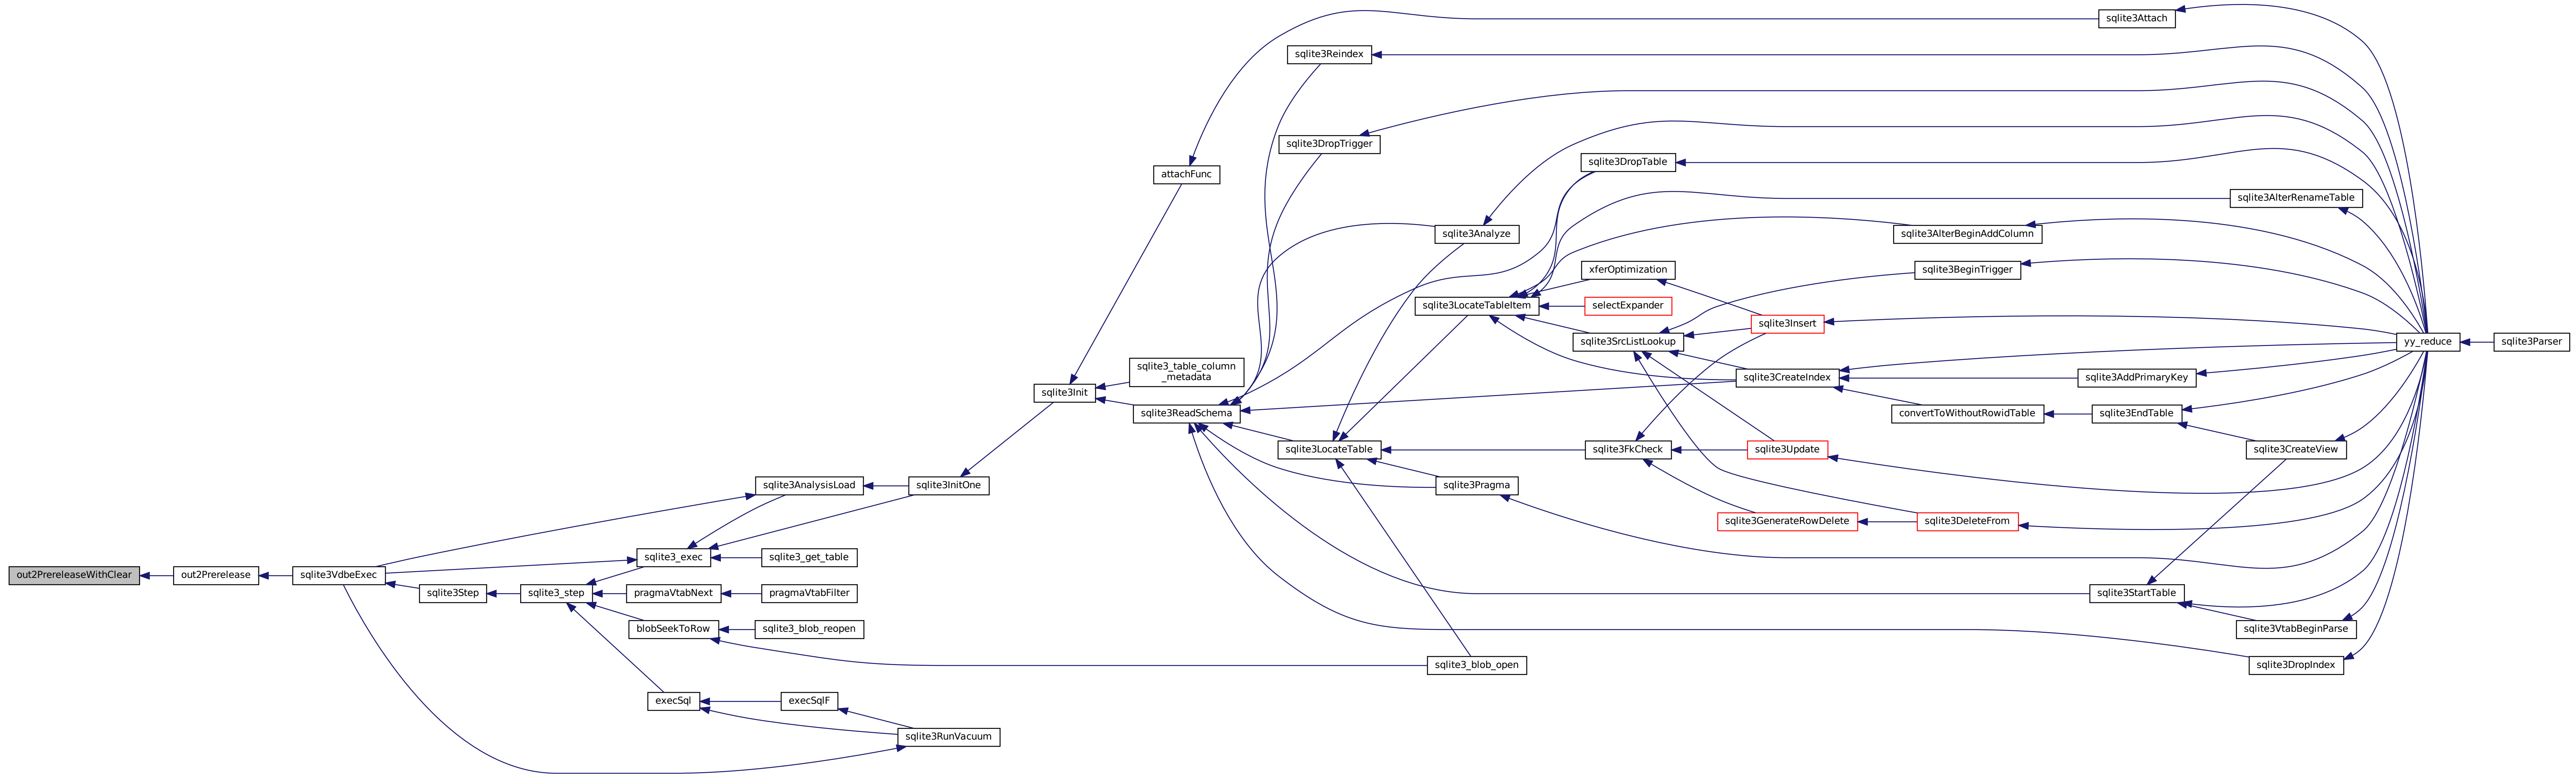 sqlite3Attach
sqlite3Reindex
sqlite3DropTrigger
sqlite3DropTable
attachFunc
sqlite3AlterRenameTable
sqlite3Analyze
sqlite3AlterBeginAddColumn
xferOptimization
sqlite3BeginTrigger
sqlite3LocateTableItem
selectExpander
sqlite3Insert
sqlite3SrcListLookup
yy_reduce
sqlite3Parser
sqlite3_table_column
_metadata
sqlite3CreateIndex
sqlite3AddPrimaryKey
sqlite3Init
sqlite3ReadSchema
convertToWithoutRowidTable
sqlite3EndTable
sqlite3LocateTable
sqlite3FkCheck
sqlite3Update
sqlite3CreateView
sqlite3AnalysisLoad
sqlite3InitOne
sqlite3Pragma
sqlite3GenerateRowDelete
sqlite3DeleteFrom
sqlite3_exec
sqlite3_get_table
out2PrereleaseWithClear
out2Prerelease
sqlite3VdbeExec
sqlite3Step
sqlite3_step
pragmaVtabNext
pragmaVtabFilter
sqlite3StartTable
blobSeekToRow
sqlite3_blob_reopen
sqlite3VtabBeginParse
sqlite3_blob_open
sqlite3DropIndex
execSql
execSqlF
sqlite3RunVacuum